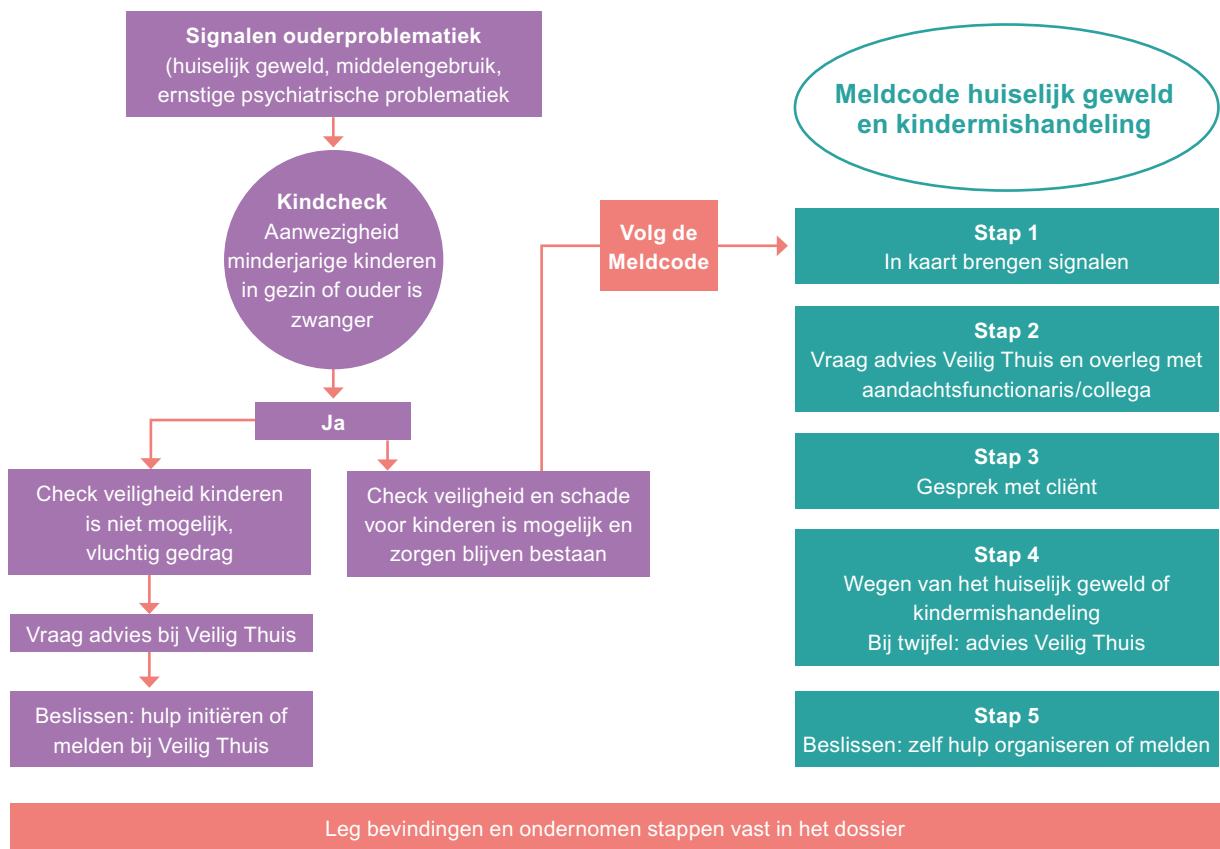 Signalen ouderproblematiek
(huiselijk geweld, middelengebruik,
ernstige psychiatrische problematiek
Kindcheck
Aanwezigheid
minderjarige kinderen
in gezin of ouder is
zwanger
Ja
Check veiligheid kinderen
is niet mogelijk,
vluchtig gedrag
Vraag advies bij Veilig Thuis
Beslissen: hulp initiëren of
melden bij Veilig Thuis
Check veiligheid en schade
voor kinderen is mogelijk en
zorgen blijven bestaan
Volg de
Meldcode
Meldcode huiselijk geweld
en kindermishandeling
Stap 1
In kaart brengen signalen
Stap 2
Vraag advies Veilig Thuis en overleg met
aandachtsfunctionaris/collega
Stap 3
Gesprek met cliënt
Stap 4
Wegen van het huiselijk geweld of
kindermishandeling
Bij twijfel: advies Veilig Thuis
Stap 5
Beslissen: zelf hulp organiseren of melden
Leg bevindingen en ondernomen stappen vast in het dossier